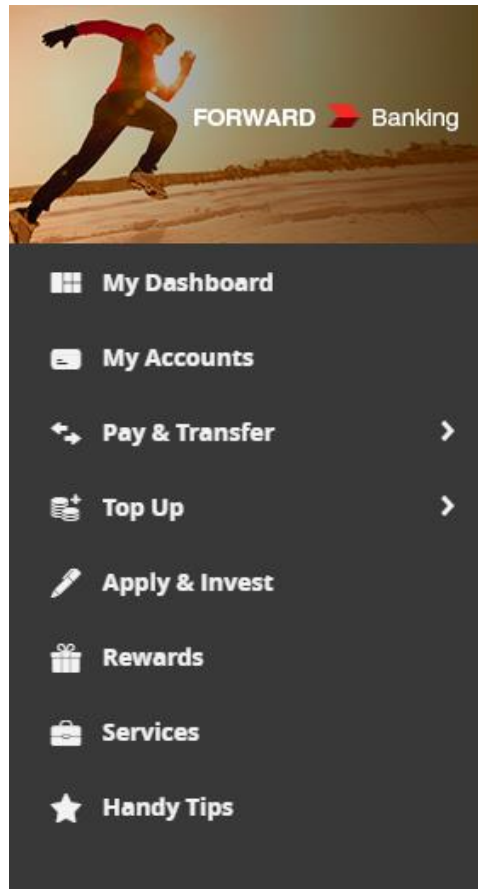 FORWARD Banking
My Dashboard
My Accounts
Pay & Transfer
Top Up
Apply & Invest
Rewards
Services
Handy Tips